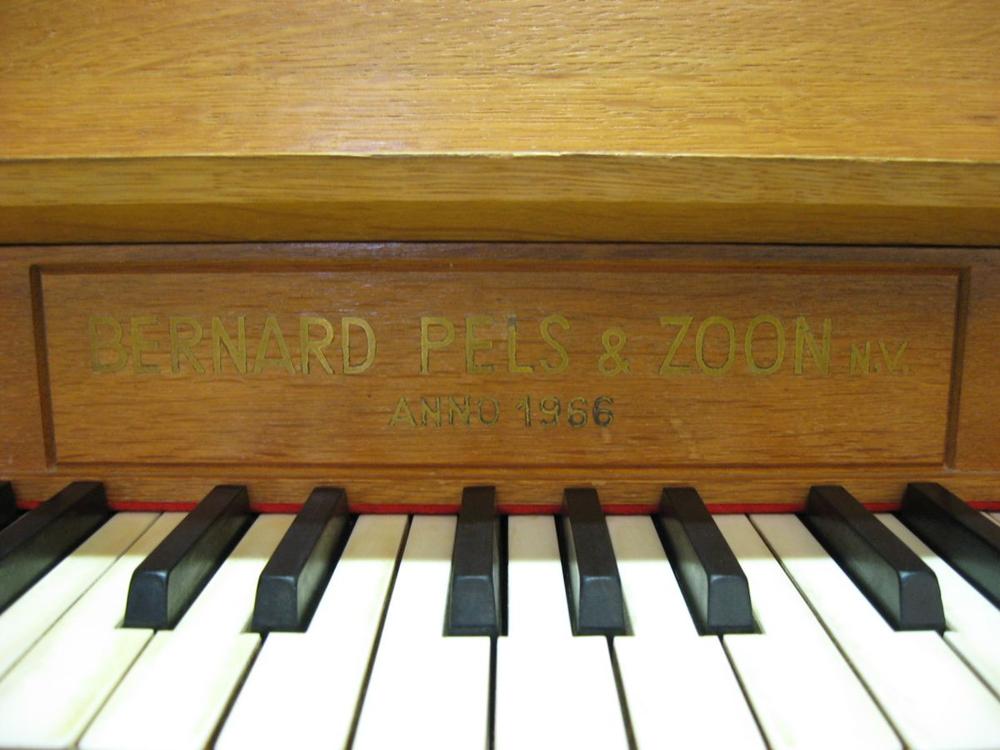 BERNARD PELS & ZOON N.V.
ANNO 1966